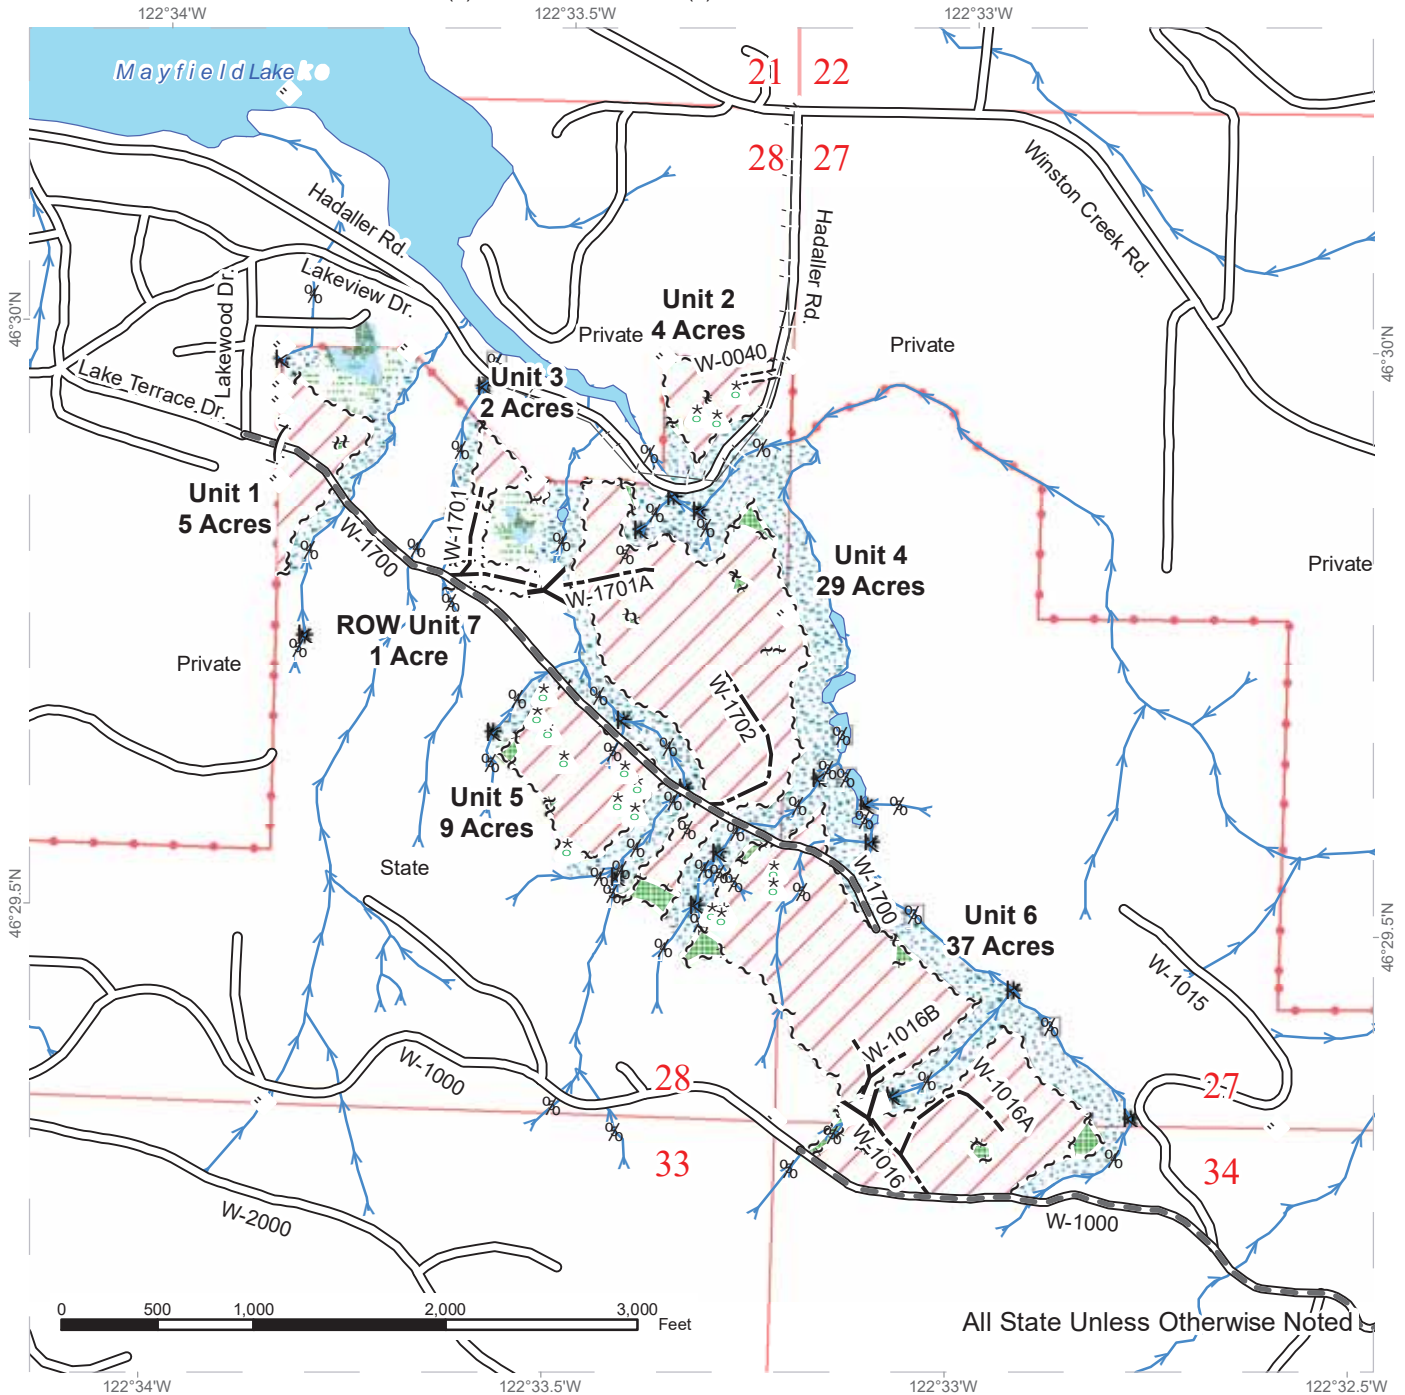 122°34'W
122°33.5'W
122°33'W
Mayfield Lake
21
22
28
27
Hadaller Rd.
Winston Creek Rd.
Hadaller Rd.
Lakeview Dr.
Lakewood Dr.
Lake Terrace Dr.
46°30'N
46°30'N
Unit 2
4 Acres
Private
W-0040
Private
Unit 3
2 Acres
Unit 1
5 Acres
W-1700
W-1701
W-1701A
Unit 4
29 Acres
Private
ROW Unit 7
1 Acre
Private
W-1702
Unit 5
9 Acres
State
W-1700
Unit 6
37 Acres
46°29.5'N
46°29.5'N
W-1015
W-1016B
W-1016A
W-1016
W-1000
28
27
33
34
W-2000
W-1000
0
500
1,000
2,000
3,000
Feet
All State Unless Otherwise Noted
122°34'W
122°33.5'W
122°33'W
122°32.5'W